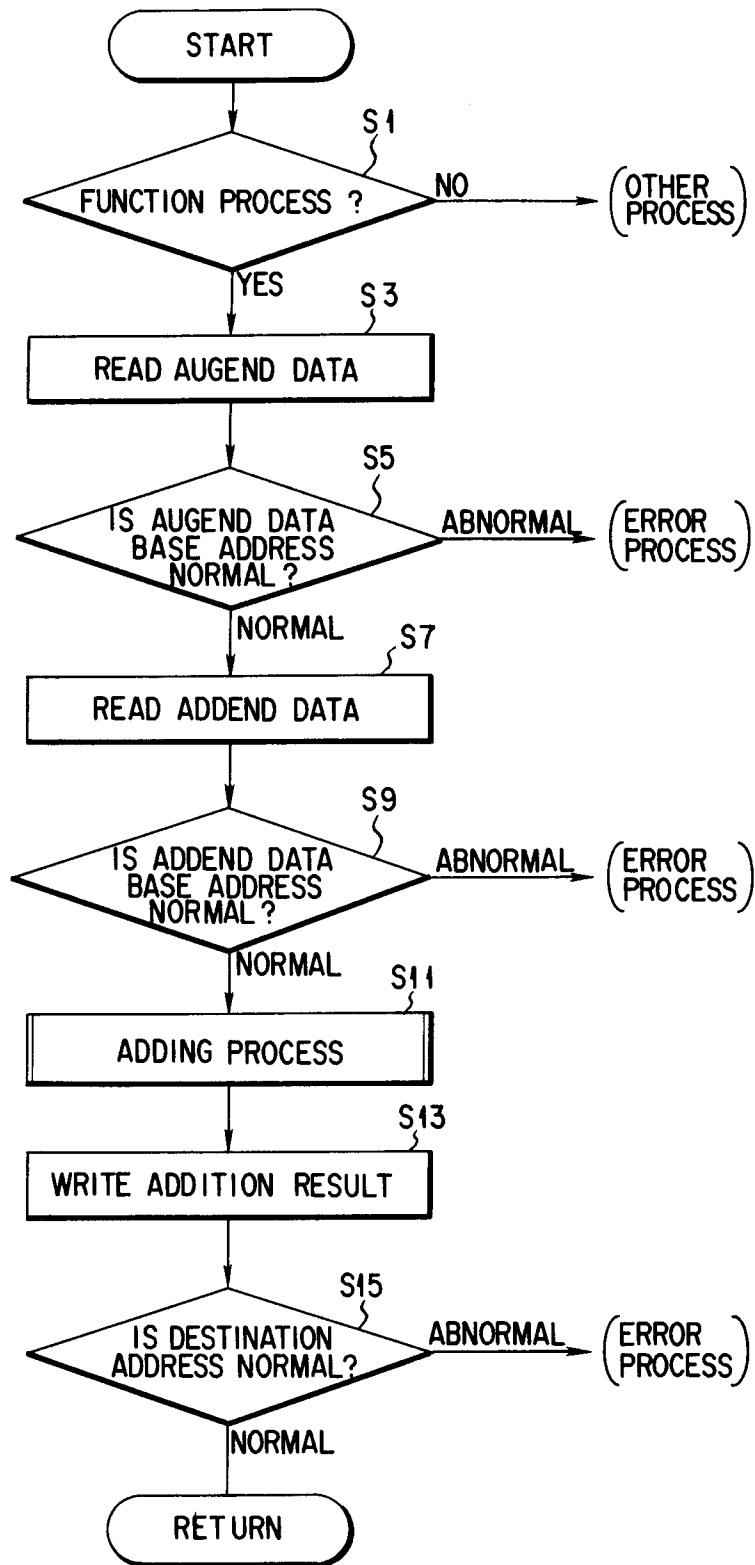 START
S1
FUNCTION PROCESS ?
NO
(OTHER
PROCESS)
YES
S3
READ AUGEND DATA
S5
IS AUGEND DATA
BASE ADDRESS
NORMAL ?
ABNORMAL
(ERROR
PROCESS)
NORMAL
S7
READ ADDEND DATA
S9
IS ADDEND DATA
BASE ADDRESS
NORMAL ?
ABNORMAL
(ERROR
PROCESS)
NORMAL
S11
ADDING PROCESS
S13
WRITE ADDITION RESULT
S15
IS DESTINATION
ADDRESS NORMAL?
ABNORMAL
(ERROR
PROCESS)
NORMAL
RETURN